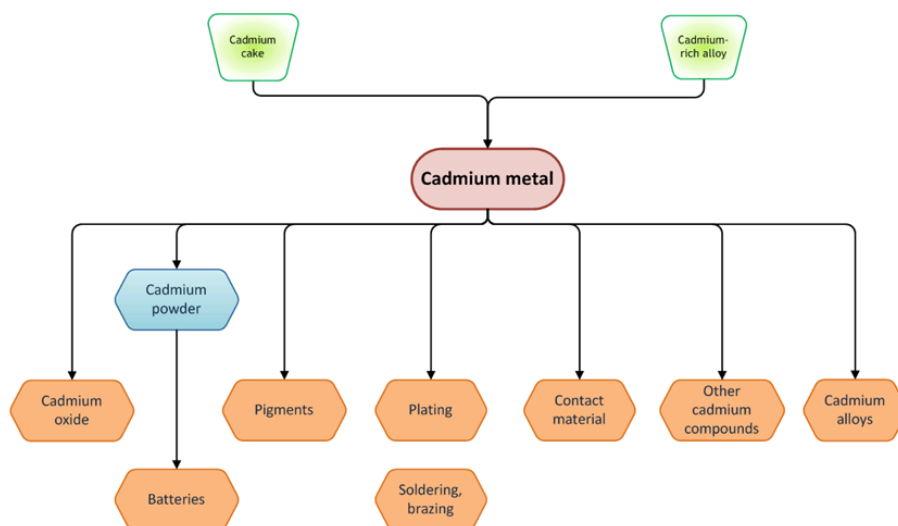 Cadmium
cake
Cadmium-
rich alloy
Cadmium metal
Cadmium
powder
Cadmium
oxide
Pigments
Plating
Contact
material
Other
cadmium
compounds
Cadmium
alloys
Batteries
Soldering,
brazing